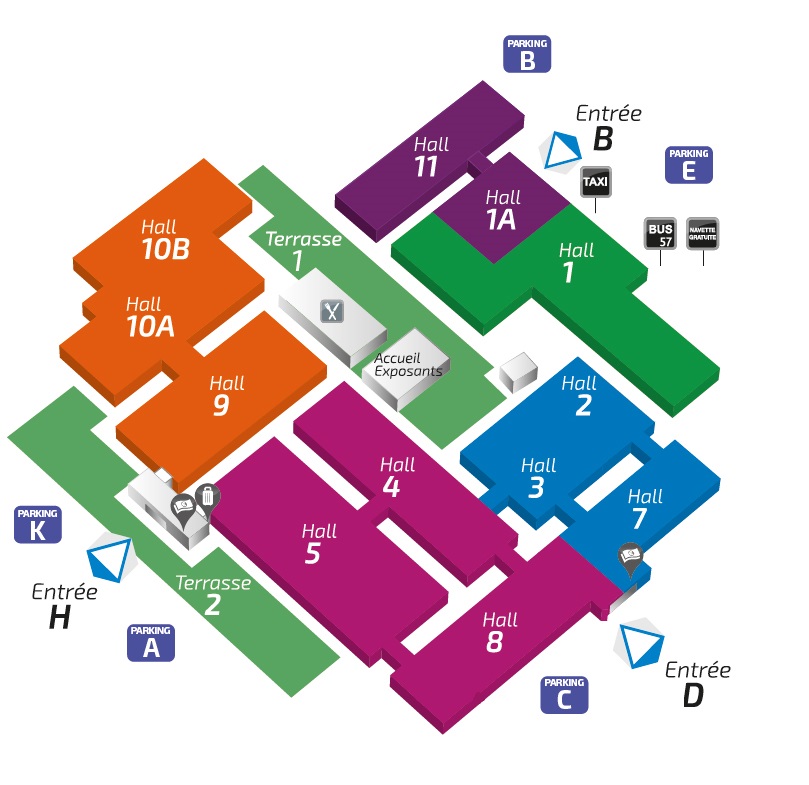 PARKING
B
Entrée
B
PARKING
E
TAXI
BUS
57
NAVETTE
GRATUITE
Hall
11
Hall
1A
Hall
1
Hall
10B
Terrasse
1
Hall
10A
Accueil
Exposants
Hall
9
Hall
2
Hall
4
Hall
3
Hall
7
Hall
5
PARKING
K
Entrée
H
Terrasse
2
PARKING
A
Hall
8
PARKING
C
Entrée
D